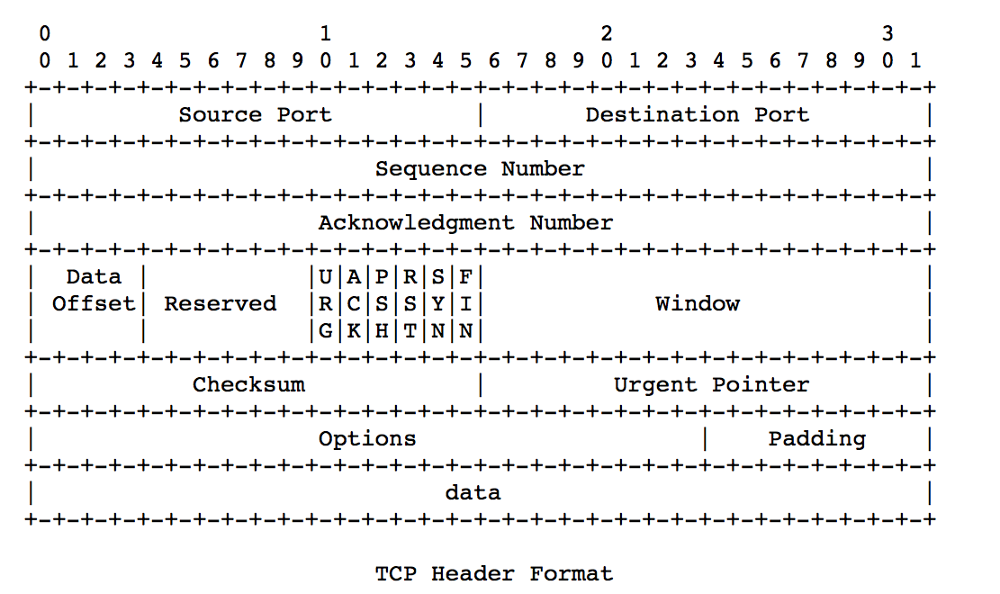 0                   1                   2                   3
 0 1 2 3 4 5 6 7 8 9 0 1 2 3 4 5 6 7 8 9 0 1 2 3 4 5 6 7 8 9 0 1
+-+-+-+-+-+-+-+-+-+-+-+-+-+-+-+-+-+-+-+-+-+-+-+-+-+-+-+-+-+-+-+-+
|          Source Port          |       Destination Port        |
+-+-+-+-+-+-+-+-+-+-+-+-+-+-+-+-+-+-+-+-+-+-+-+-+-+-+-+-+-+-+-+-+
|                        Sequence Number                        |
+-+-+-+-+-+-+-+-+-+-+-+-+-+-+-+-+-+-+-+-+-+-+-+-+-+-+-+-+-+-+-+-+
|                    Acknowledgment Number                      |
+-+-+-+-+-+-+-+-+-+-+-+-+-+-+-+-+-+-+-+-+-+-+-+-+-+-+-+-+-+-+-+-+
|  Data |           |U|A|P|R|S|F|                               |
| Offset| Reserved  |R|C|S|S|Y|I|            Window             |
|       |           |G|K|H|T|N|N|                               |
+-+-+-+-+-+-+-+-+-+-+-+-+-+-+-+-+-+-+-+-+-+-+-+-+-+-+-+-+-+-+-+-+
|           Checksum            |         Urgent Pointer        |
+-+-+-+-+-+-+-+-+-+-+-+-+-+-+-+-+-+-+-+-+-+-+-+-+-+-+-+-+-+-+-+-+
|                    Options                    |    Padding    |
+-+-+-+-+-+-+-+-+-+-+-+-+-+-+-+-+-+-+-+-+-+-+-+-+-+-+-+-+-+-+-+-+
|                             data                              |
+-+-+-+-+-+-+-+-+-+-+-+-+-+-+-+-+-+-+-+-+-+-+-+-+-+-+-+-+-+-+-+-+
                        TCP Header Format